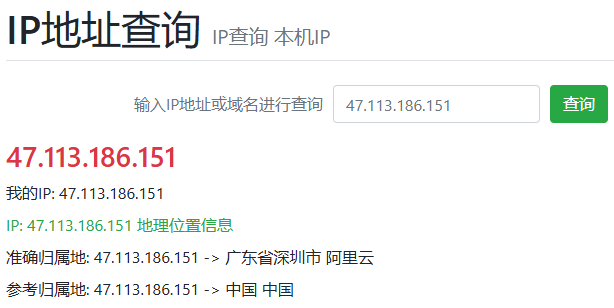 IP地址查询 IP查询 本机IP
输入IP地址或域名进行查询 47.113.186.151 查询
47.113.186.151
我的IP: 47.113.186.151
IP: 47.113.186.151 地理位置信息
准确归属地: 47.113.186.151 -> 广东省深圳市 阿里云
参考归属地: 47.113.186.151 -> 中国 中国